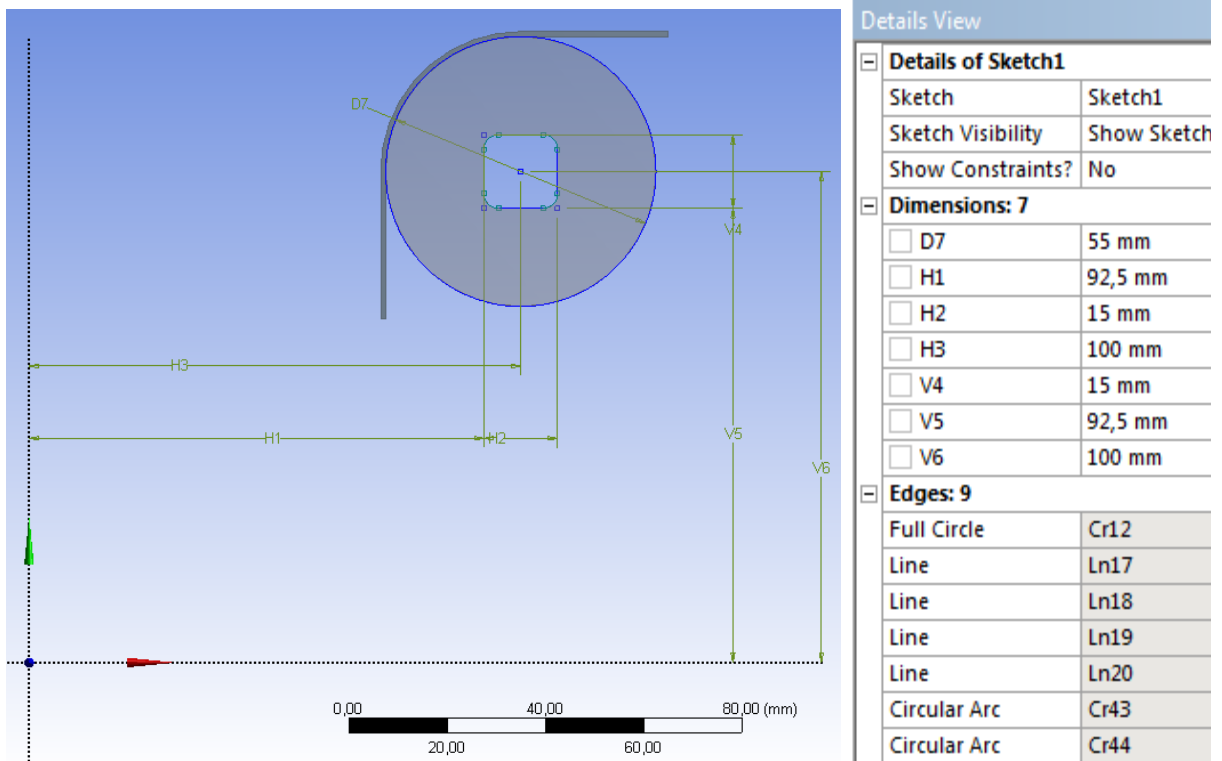 D7
V4
H3
H1
H2
V5
V6
0,00 40,00 80,00 (mm)
20,00 60,00
Details View
Details of Sketch1
Sketch Sketch1
Sketch Visibility Show Sketch
Show Constraints? No
Dimensions: 7
D7 55 mm
H1 92,5 mm
H2 15 mm
H3 100 mm
V4 15 mm
V5 92,5 mm
V6 100 mm
Edges: 9
Full Circle Cr12
Line Ln17
Line Ln18
Line Ln19
Line Ln20
Circular Arc Cr43
Circular Arc Cr44